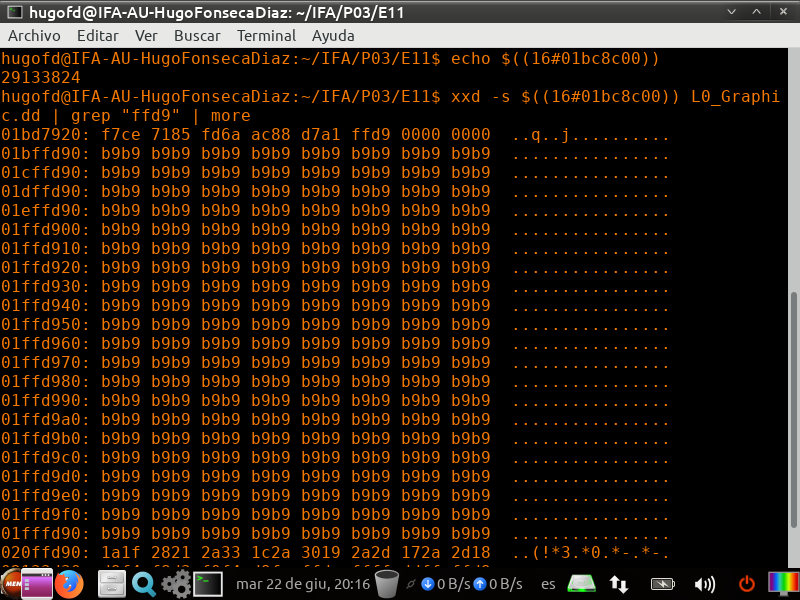 hugofd@IFA-AU-HugoFonsecaDiaz: ~/IFA/P03/E11
Archivo Editar Ver Buscar Terminal Ayuda
hugofd@IFA-AU-HugoFonsecaDiaz:~/IFA/P03/E11$ echo $((16#01bc8c00))
29133824
hugofd@IFA-AU-HugoFonsecaDiaz:~/IFA/P03/E11$ xxd -s $((16#01bc8c00)) L0_Graphi
c.dd | grep "ffd9" | more
01bd7920: f7ce 7185 fd6a ac88 d7a1 ffd9 0000 0000  ..q..j..........
01bffd90: b9b9 b9b9 b9b9 b9b9 b9b9 b9b9 b9b9 b9b9  ................
01cffd90: b9b9 b9b9 b9b9 b9b9 b9b9 b9b9 b9b9 b9b9  ................
01dffd90: b9b9 b9b9 b9b9 b9b9 b9b9 b9b9 b9b9 b9b9  ................
01effd90: b9b9 b9b9 b9b9 b9b9 b9b9 b9b9 b9b9 b9b9  ................
01ffd900: b9b9 b9b9 b9b9 b9b9 b9b9 b9b9 b9b9 b9b9  ................
01ffd910: b9b9 b9b9 b9b9 b9b9 b9b9 b9b9 b9b9 b9b9  ................
01ffd920: b9b9 b9b9 b9b9 b9b9 b9b9 b9b9 b9b9 b9b9  ................
01ffd930: b9b9 b9b9 b9b9 b9b9 b9b9 b9b9 b9b9 b9b9  ................
01ffd940: b9b9 b9b9 b9b9 b9b9 b9b9 b9b9 b9b9 b9b9  ................
01ffd950: b9b9 b9b9 b9b9 b9b9 b9b9 b9b9 b9b9 b9b9  ................
01ffd960: b9b9 b9b9 b9b9 b9b9 b9b9 b9b9 b9b9 b9b9  ................
01ffd970: b9b9 b9b9 b9b9 b9b9 b9b9 b9b9 b9b9 b9b9  ................
01ffd980: b9b9 b9b9 b9b9 b9b9 b9b9 b9b9 b9b9 b9b9  ................
01ffd990: b9b9 b9b9 b9b9 b9b9 b9b9 b9b9 b9b9 b9b9  ................
01ffd9a0: b9b9 b9b9 b9b9 b9b9 b9b9 b9b9 b9b9 b9b9  ................
01ffd9b0: b9b9 b9b9 b9b9 b9b9 b9b9 b9b9 b9b9 b9b9  ................
01ffd9c0: b9b9 b9b9 b9b9 b9b9 b9b9 b9b9 b9b9 b9b9  ................
01ffd9d0: b9b9 b9b9 b9b9 b9b9 b9b9 b9b9 b9b9 b9b9  ................
01ffd9e0: b9b9 b9b9 b9b9 b9b9 b9b9 b9b9 b9b9 b9b9  ................
01ffd9f0: b9b9 b9b9 b9b9 b9b9 b9b9 b9b9 b9b9 b9b9  ................
01fffd90: b9b9 b9b9 b9b9 b9b9 b9b9 b9b9 b9b9 b9b9  ................
020ffd90: 1a1f 2821 2a33 1c2a 3019 2a2d 172a 2d18  ..(!*3.*0.*-.*-.
MEN mar 22 de giu, 20:16 0 B/s 0 B/s es